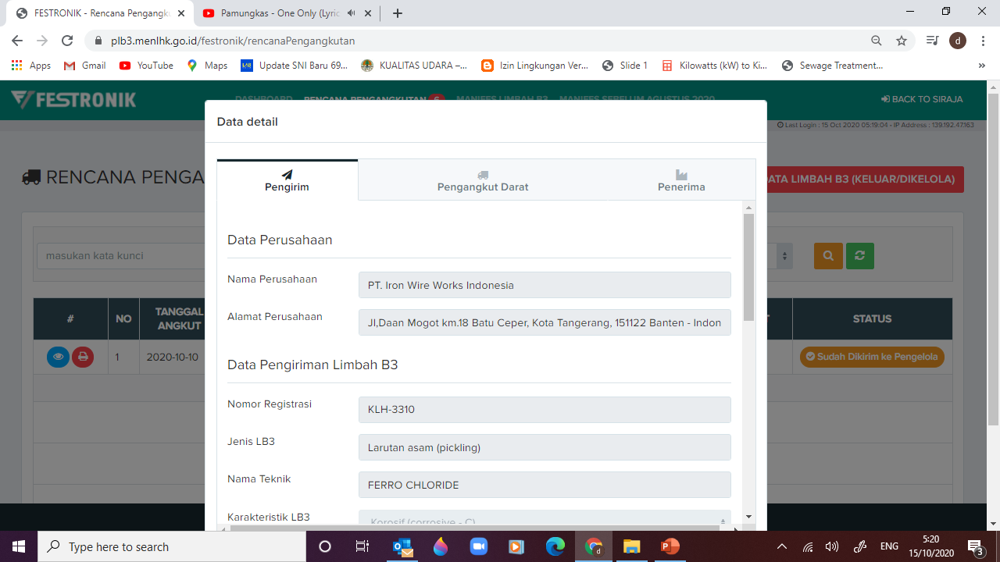 FESTRONIK - Rencana Pengangk
Pamungkas - One Only (Lyric
plb3.menlhk.go.id/festronik/rencanaPengangkutan
d
Apps
Gmail
YouTube
Maps
Update SNI Baru 69...
KUALITAS UDARA –...
Izin Lingkungan Ver...
Slide 1
Kilowatts (kW) to Ki...
Sewage Treatment...
»
FESTRONIK
DASHBOARD
RENCANA PENGANGKUTAN 6
MANIFES LIMBAH B3
MANIFES SEBELUM AGUSTUS 2020
BACK TO SIRAJA
Last Login : 15 Oct 2020 05:19:04 - IP Address : 139.192.47.163
Data detail
RENCANA PENGA
ATA LIMBAH B3 (KELUAR/DIKELOLA)
Pengirim
Pengangkut Darat
Penerima
Data Perusahaan
masukan kata kunci
Nama Perusahaan
PT. Iron Wire Works Indonesia
Alamat Perusahaan
Jl,Daan Mogot km.18 Batu Ceper, Kota Tangerang, 151122 Banten - Indon
#
NO
TANGGAL
ANGKUT
STATUS
1
2020-10-10
Sudah Dikirim ke Pengelola
Data Pengiriman Limbah B3
Nomor Registrasi
KLH-3310
Jenis LB3
Larutan asam (pickling)
Nama Teknik
FERRO CHLORIDE
Karakteristik LB3
Korosif (corrosive - C)
Type here to search
ENG
5:20
15/10/2020
3